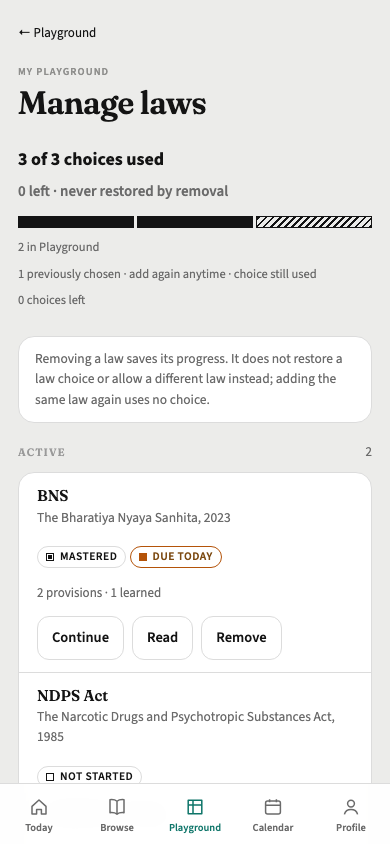 ← Playground
MY PLAYGROUND
Manage laws
3 of 3 choices used
0 left · never restored by removal
2 in Playground
1 previously chosen · add again anytime · choice still used
0 choices left
Removing a law saves its progress. It does not restore a
law choice or allow a different law instead; adding the
same law again uses no choice.
ACTIVE 2
BNS
The Bharatiya Nyaya Sanhita, 2023
MASTERED DUE TODAY
2 provisions · 1 learned
Continue Read Remove
NDPS Act
The Narcotic Drugs and Psychotropic Substances Act,
1985
NOT STARTED
Today Browse Playground Calendar Profile